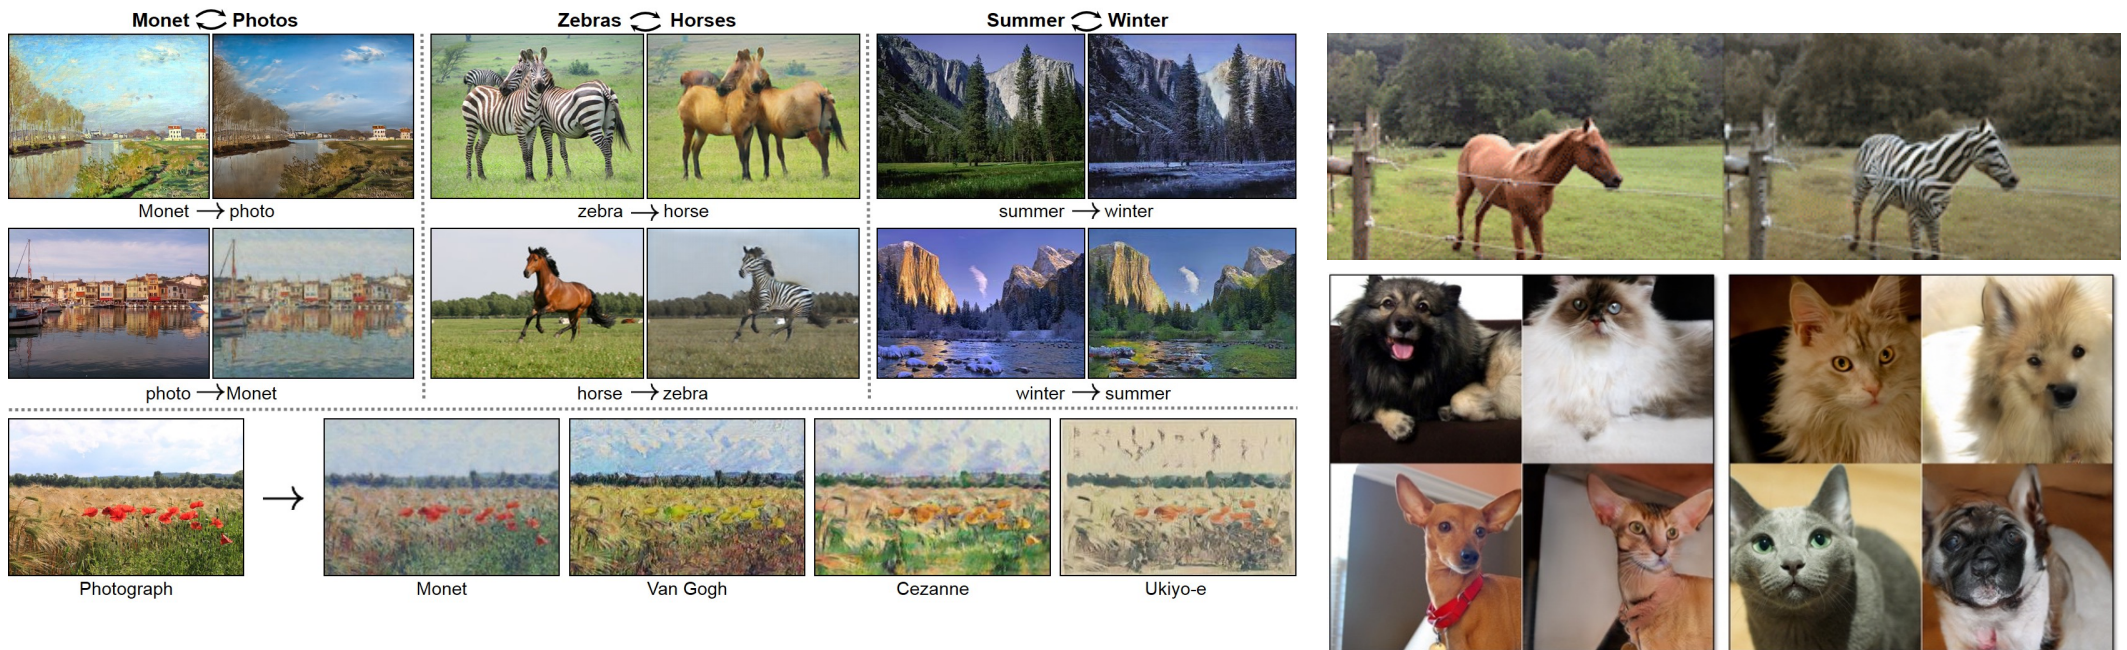 Monet ⇄ Photos
Zebras ⇄ Horses
Summer ⇄ Winter
Monet → photo
zebra → horse
summer → winter
photo → Monet
horse → zebra
winter → summer
Photograph
Monet
Van Gogh
Cezanne
Ukiyo-e